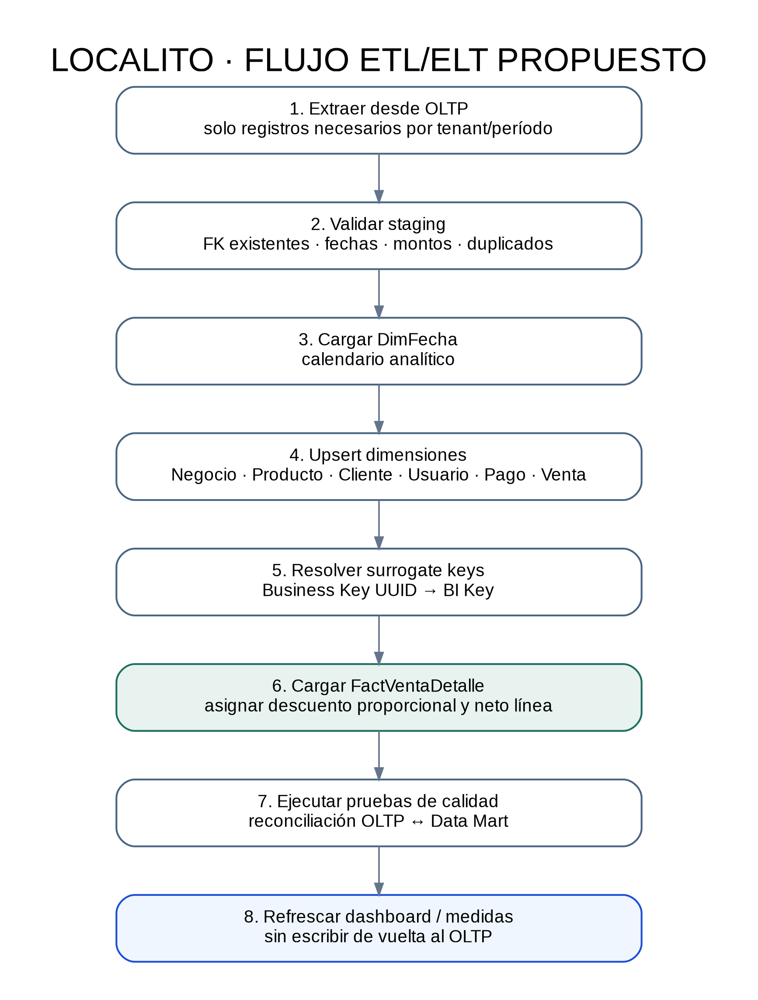 LOCALITO · FLUJO ETL/ELT PROPUESTO
1. Extraer desde OLTP
solo registros necesarios por tenant/período
2. Validar staging
FK existentes · fechas · montos · duplicados
3. Cargar DimFecha
calendario analítico
4. Upsert dimensiones
Negocio · Producto · Cliente · Usuario · Pago · Venta
5. Resolver surrogate keys
Business Key UUID → BI Key
6. Cargar FactVentaDetalle
asignar descuento proporcional y neto línea
7. Ejecutar pruebas de calidad
reconciliación OLTP ↔ Data Mart
8. Refrescar dashboard / medidas
sin escribir de vuelta al OLTP